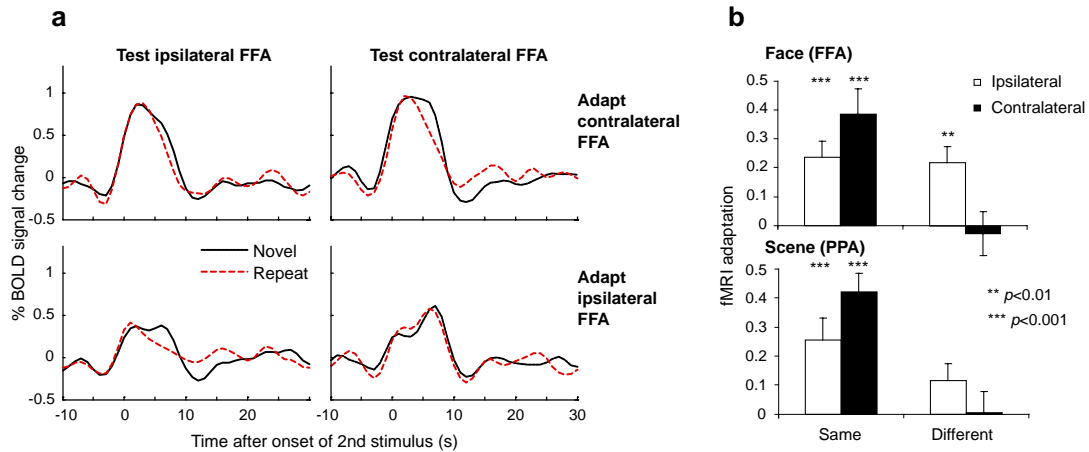 a
Test ipsilateral FFA
Test contralateral FFA
% BOLD signal change
1
0.5
0
-0.5
Adapt
contralateral
FFA
1
0.5
0
-0.5
Novel
Repeat
Adapt
ipsilateral
FFA
-10 0 10 20 30
-10 0 10 20 30
Time after onset of 2nd stimulus (s)
b
Face (FFA)
fMRI adaptation
0.5
0.4
0.3
0.2
0.1
0
*** *** **
Ipsilateral
Contralateral
Scene (PPA)
0.5
0.4
0.3
0.2
0.1
0
*** ***
** p<0.01
*** p<0.001
Same Different